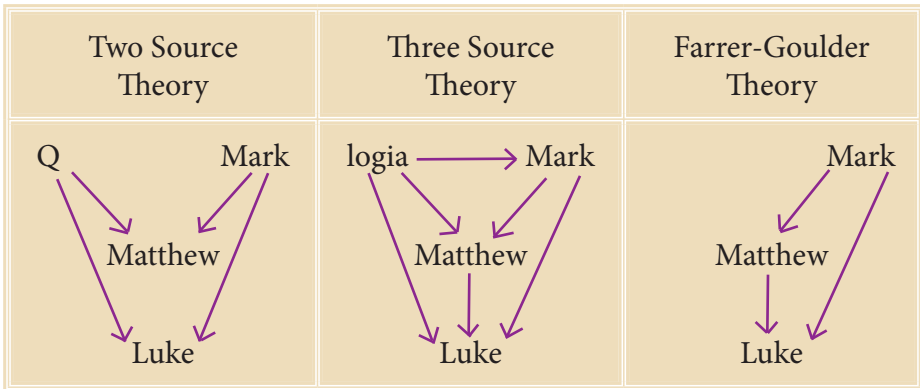 Two Source
Theory
Three Source
Theory
Farrer-Goulder
Theory
Q Mark
Matthew
Luke
logia Mark
Matthew
Luke
Mark
Matthew
Luke